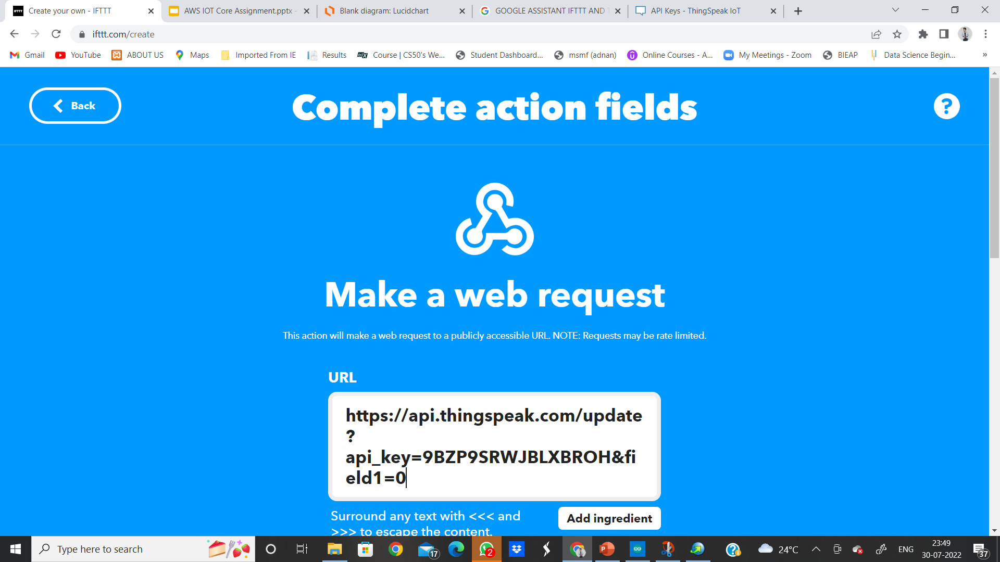 Create your own - IFTTT
AWS IOT Core Assignment.pptx -
Blank diagram: Lucidchart
GOOGLE ASSISTANT IFTTT AND T
API Keys - ThingSpeak IoT
ifttt.com/create
Gmail
YouTube
ABOUT US
Maps
Imported From IE
Results
Course | CS50's We...
Student Dashboard...
msmf (adnan)
Online Courses - A...
My Meetings - Zoom
BIEAP
Data Science Begin...
»
Back
Complete action fields
?
Make a web request
This action will make a web request to a publicly accessible URL. NOTE: Requests may be rate limited.
URL
https://api.thingspeak.com/update
?
api_key=9BZP9SRWJBLXBROH&fi
eld1=0
Surround any text with <<< and
>>> to escape the content.
Add ingredient
Type here to search
17
2
24°C
ENG
23:49
30-07-2022
37